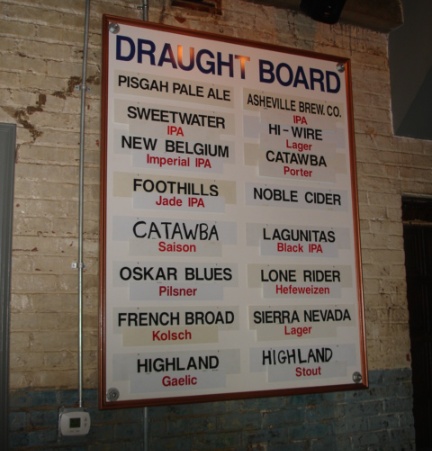 DRAUGHT BOARD
PISGAH PALE ALE
SWEETWATER
IPA
NEW BELGIUM
Imperial IPA
FOOTHILLS
Jade IPA
CATAWBA
Saison
OSKAR BLUES
Pilsner
FRENCH BROAD
Kolsch
HIGHLAND
Gaelic
ASHEVILLE BREW. CO.
IPA
HI-WIRE
Lager
CATAWBA
Porter
NOBLE CIDER
LAGUNITAS
Black IPA
LONE RIDER
Hefeweizen
SIERRA NEVADA
Lager
HIGHLAND
Stout